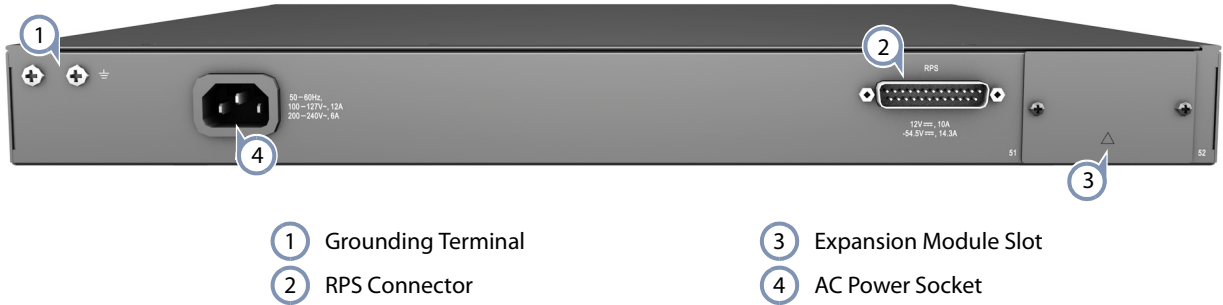 1
2
RPS
50–60Hz,
100–127V~, 12A
200–240V~, 6A
12V⎓, 10A
-54.5V⎓, 14.3A
51
52
4
3
1 Grounding Terminal
2 RPS Connector
3 Expansion Module Slot
4 AC Power Socket